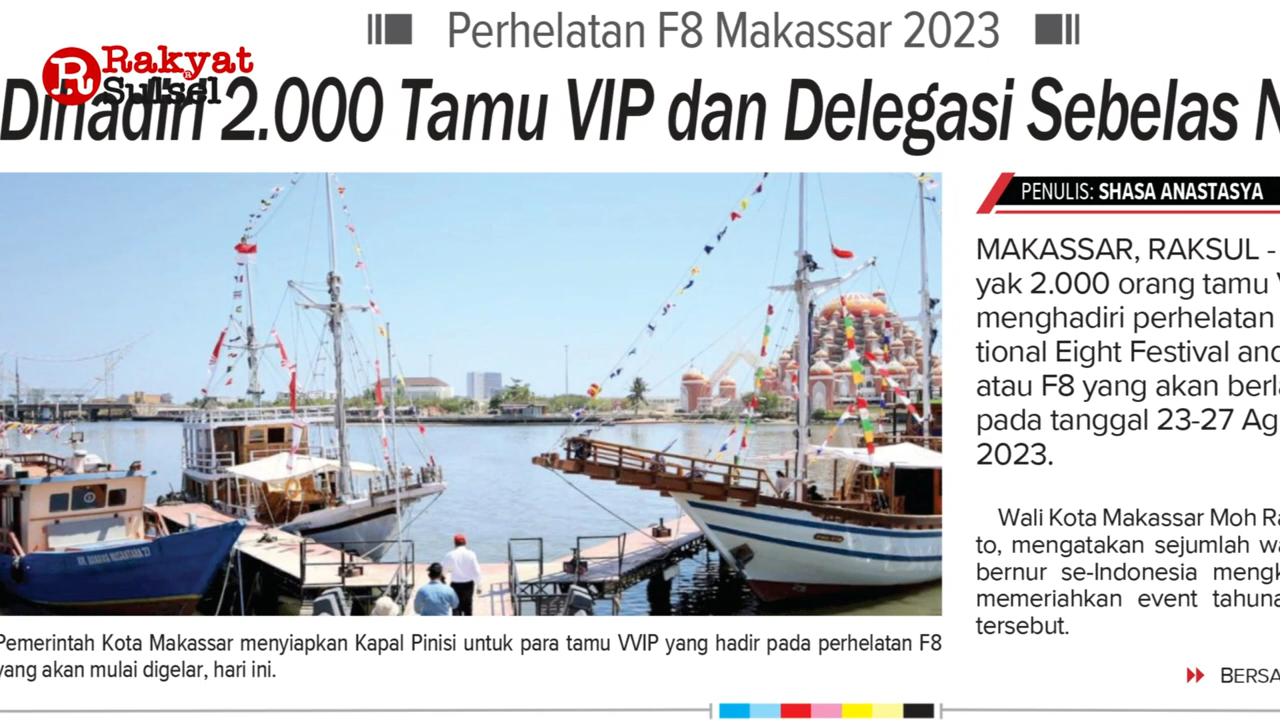 Perhelatan F8 Makassar 2023
Rakyat
Sulsel
Dihadiri 2.000 Tamu VIP dan Delegasi Sebelas N
PENULIS: SHASA ANASTASYA
MAKASSAR, RAKSUL -
yak 2.000 orang tamu V
menghadiri perhelatan
tional Eight Festival and
atau F8 yang akan berla
pada tanggal 23-27 Ag
2023.
Wali Kota Makassar Moh Ra
to, mengatakan sejumlah wa
bernur se-Indonesia mengk
memeriahkan event tahuna
tersebut.
BERSA
Pemerintah Kota Makassar menyiapkan Kapal Pinisi untuk para tamu VVIP yang hadir pada perhelatan F8
yang akan mulai digelar, hari ini.